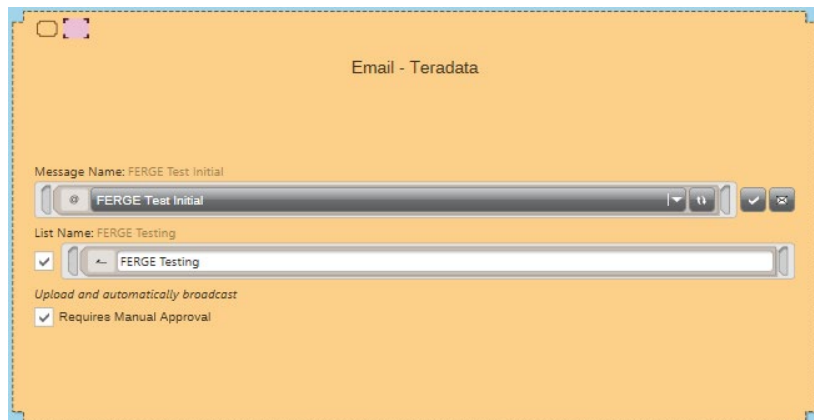 Email - Teradata
Message Name: FERGE Test Initial
@ FERGE Test Initial
List Name: FERGE Testing
FERGE Testing
Upload and automatically broadcast
Requires Manual Approval